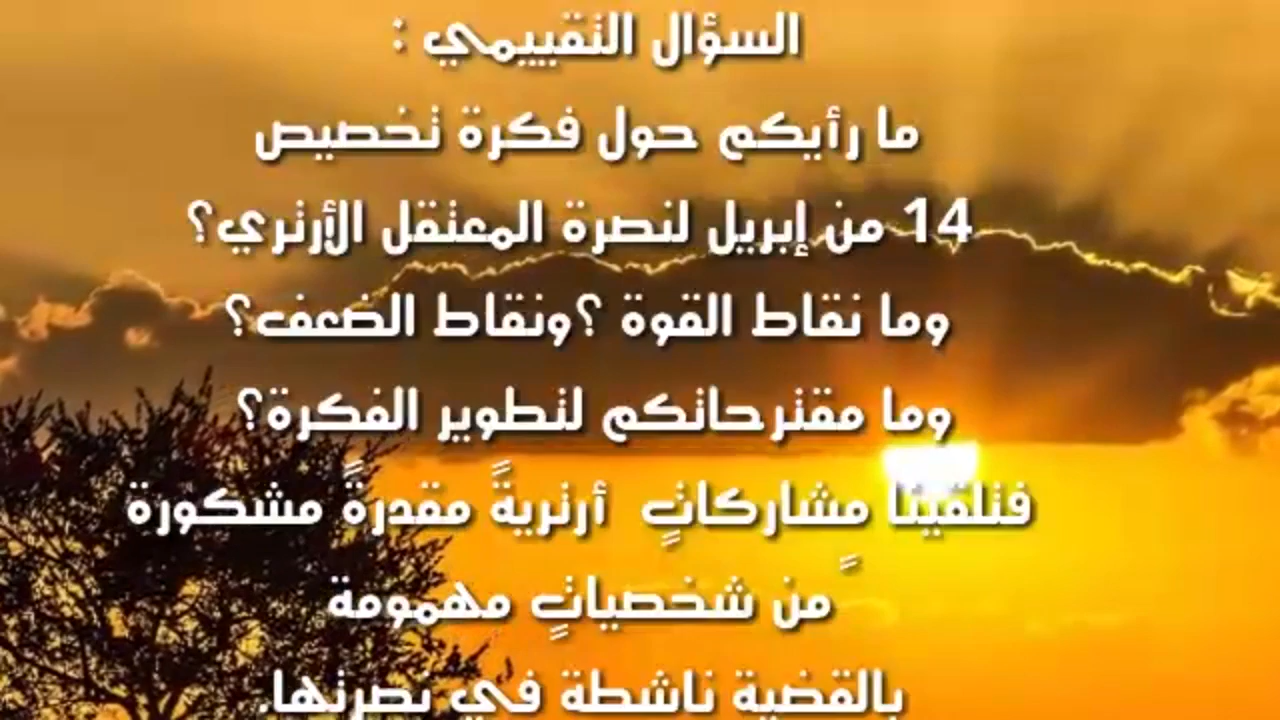 السؤال التقييمي :
ما رأيكم حول فكرة تخصيص
14 من إبريل لنصرة المعتقل الأرتري؟
وما نقاط القوة ؟ونقاط الضعف؟
وما مقترحاتكم لتطوير الفكرة؟
فتلقينا مشاركاتٍ أرتريةً مقدرةً مشكورة
ًمن شخصياتٍ مهمومة
بالقضية ناشطة في نصرتها.